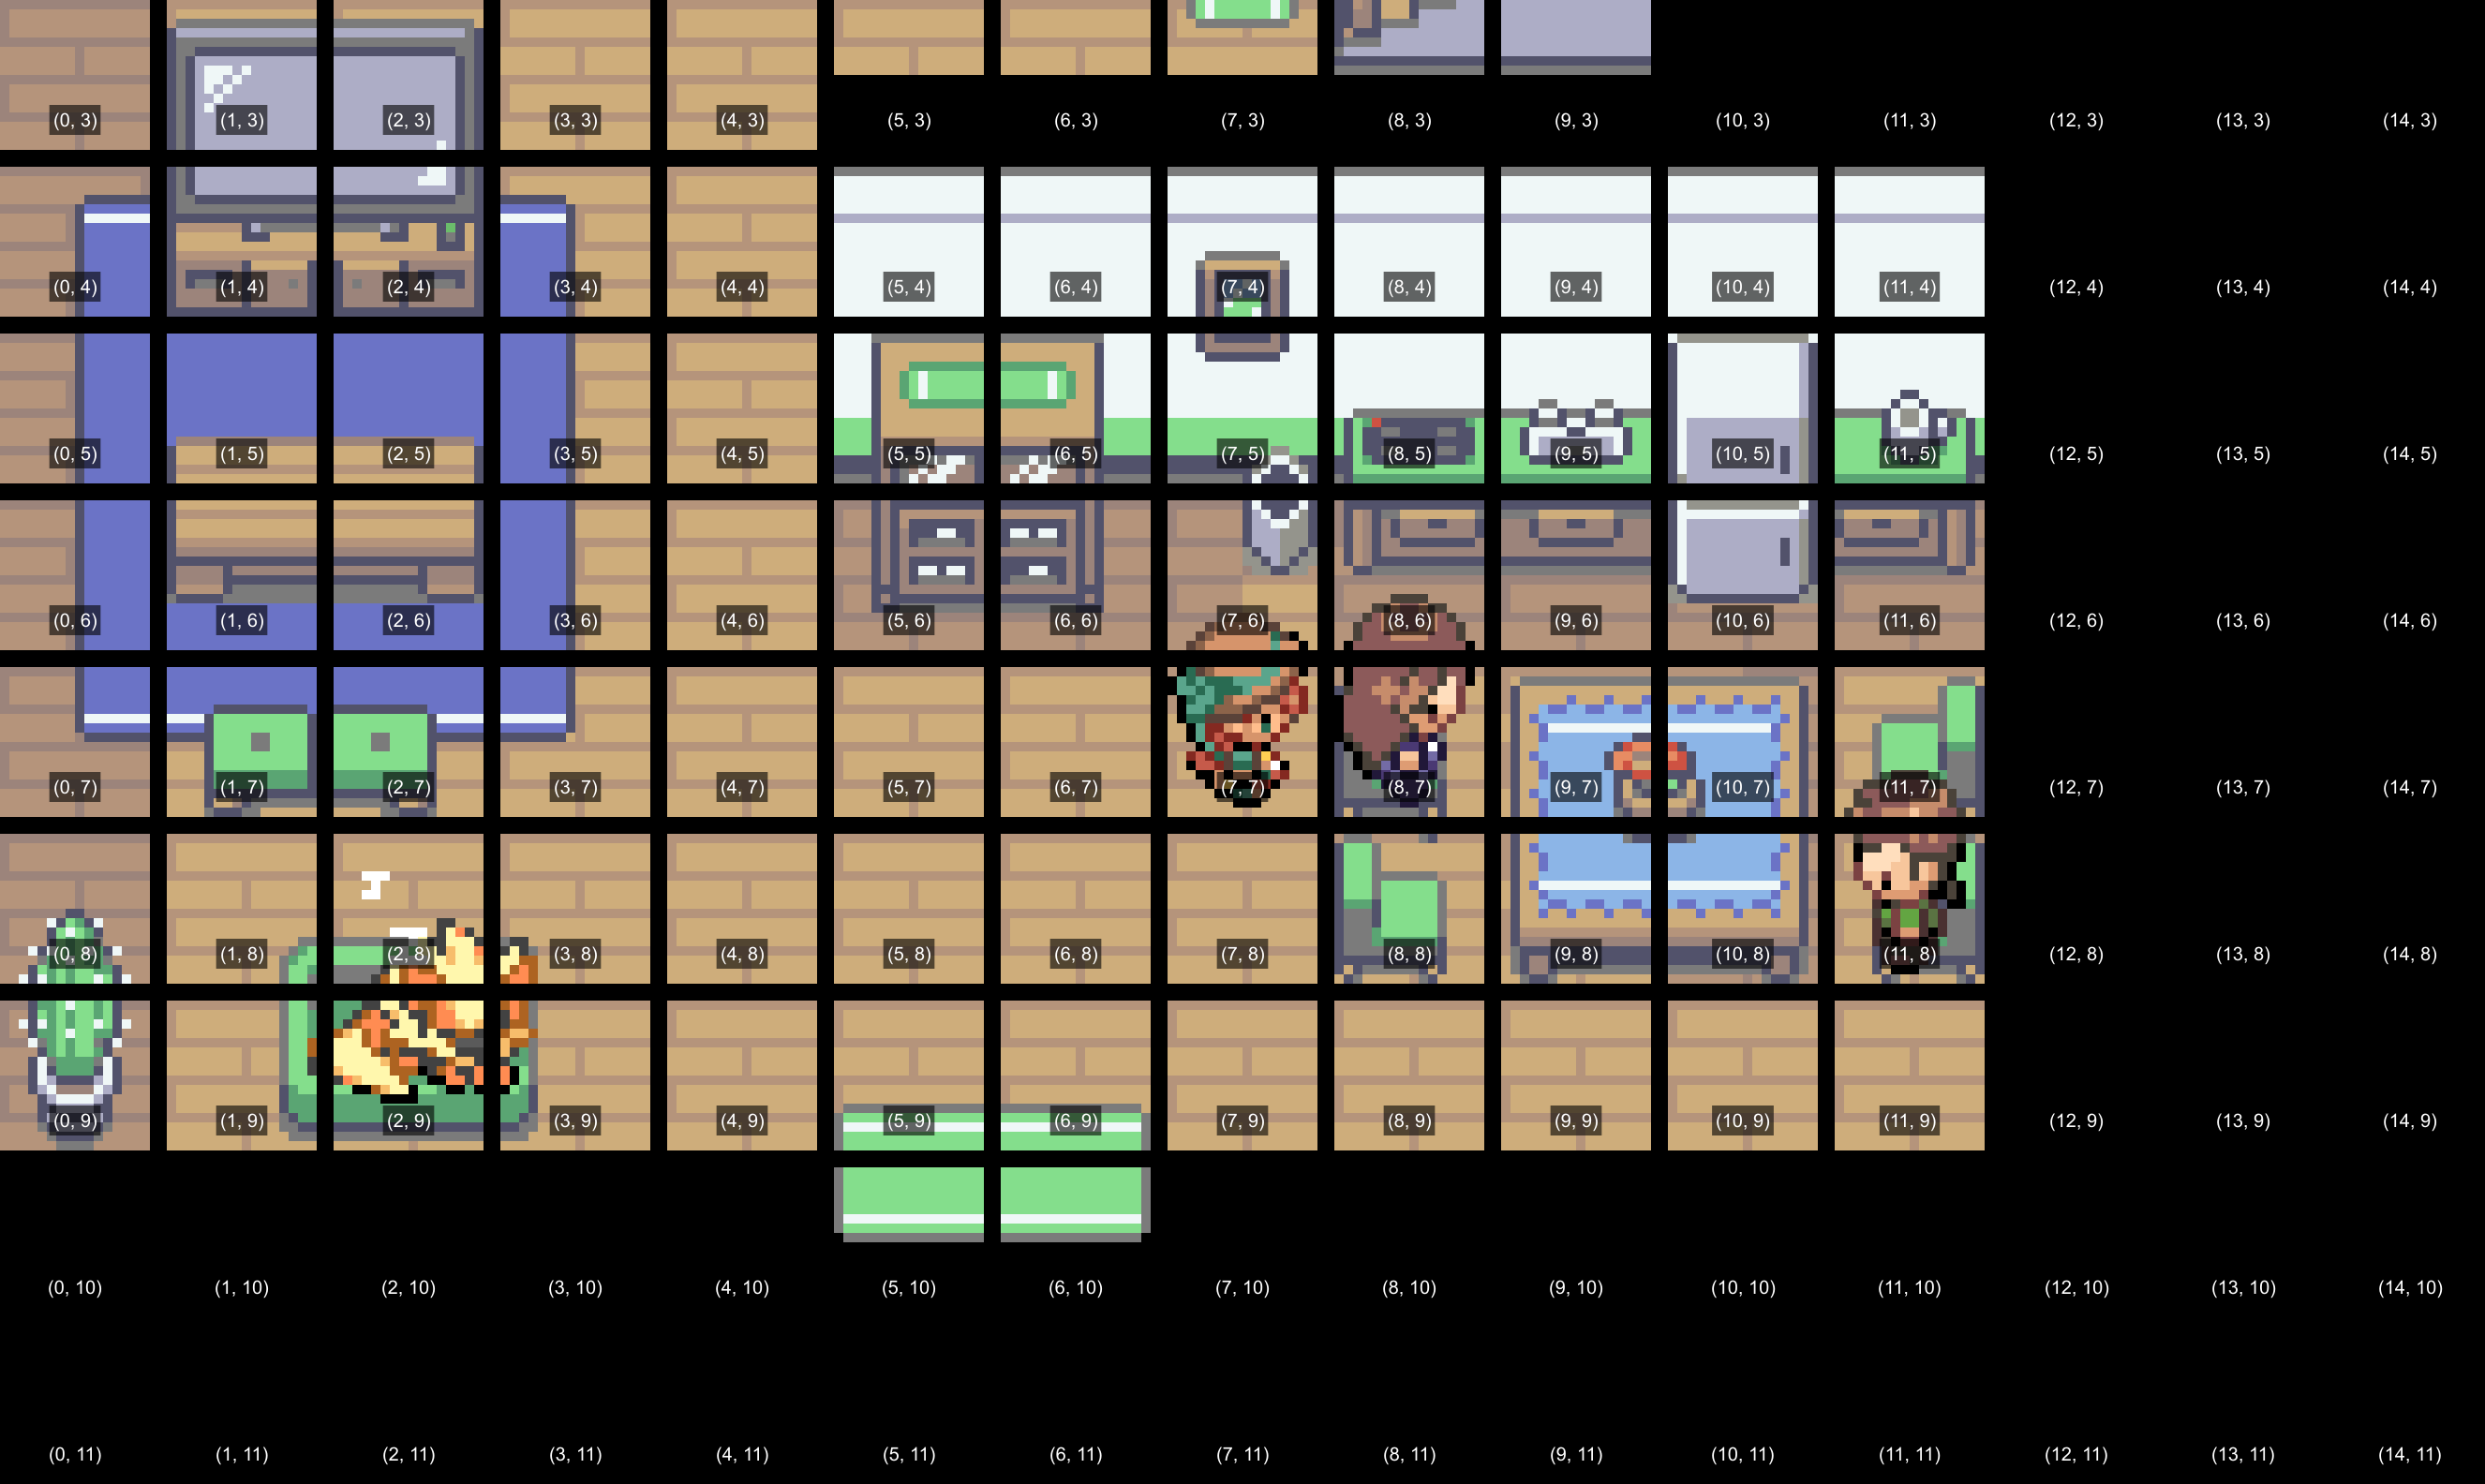 (0, 3) (1, 3) (2, 3) (3, 3) (4, 3) (5, 3) (6, 3) (7, 3) (8, 3) (9, 3) (10, 3) (11, 3) (12, 3) (13, 3) (14, 3)
(0, 4) (1, 4) (2, 4) (3, 4) (4, 4) (5, 4) (6, 4) (7, 4) (8, 4) (9, 4) (10, 4) (11, 4) (12, 4) (13, 4) (14, 4)
(0, 5) (1, 5) (2, 5) (3, 5) (4, 5) (5, 5) (6, 5) (7, 5) (8, 5) (9, 5) (10, 5) (11, 5) (12, 5) (13, 5) (14, 5)
(0, 6) (1, 6) (2, 6) (3, 6) (4, 6) (5, 6) (6, 6) (7, 6) (8, 6) (9, 6) (10, 6) (11, 6) (12, 6) (13, 6) (14, 6)
(0, 7) (1, 7) (2, 7) (3, 7) (4, 7) (5, 7) (6, 7) (7, 7) (8, 7) (9, 7) (10, 7) (11, 7) (12, 7) (13, 7) (14, 7)
(0, 8) (1, 8) (2, 8) (3, 8) (4, 8) (5, 8) (6, 8) (7, 8) (8, 8) (9, 8) (10, 8) (11, 8) (12, 8) (13, 8) (14, 8)
(0, 9) (1, 9) (2, 9) (3, 9) (4, 9) (5, 9) (6, 9) (7, 9) (8, 9) (9, 9) (10, 9) (11, 9) (12, 9) (13, 9) (14, 9)
(0, 10) (1, 10) (2, 10) (3, 10) (4, 10) (5, 10) (6, 10) (7, 10) (8, 10) (9, 10) (10, 10) (11, 10) (12, 10) (13, 10) (14, 10)
(0, 11) (1, 11) (2, 11) (3, 11) (4, 11) (5, 11) (6, 11) (7, 11) (8, 11) (9, 11) (10, 11) (11, 11) (12, 11) (13, 11) (14, 11)